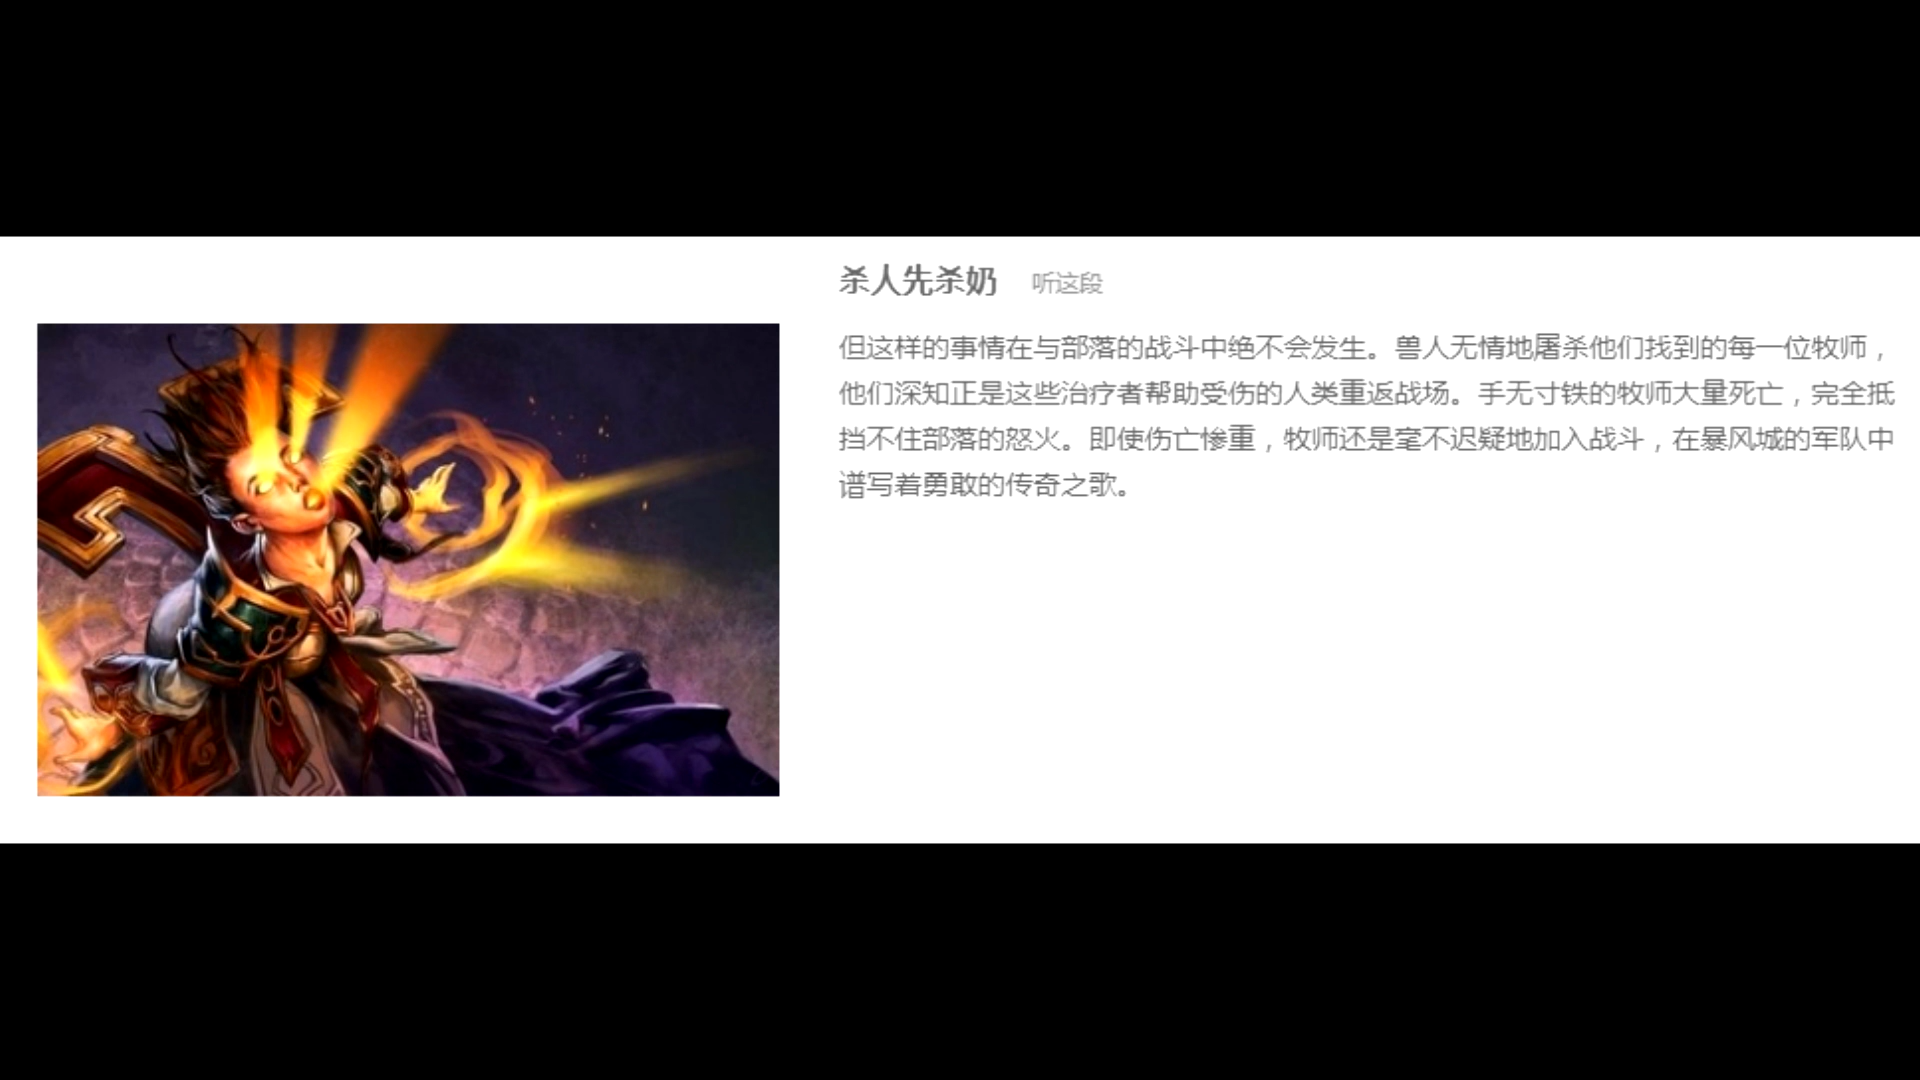 杀人先杀奶 听这段
但这样的事情在与部落的战斗中绝不会发生。兽人无情地屠杀他们找到的每一位牧师，
他们深知正是这些治疗者帮助受伤的人类重返战场。手无寸铁的牧师大量死亡，完全抵
挡不住部落的怒火。即使伤亡惨重，牧师还是毫不迟疑地加入战斗，在暴风城的军队中
谱写着勇敢的传奇之歌。